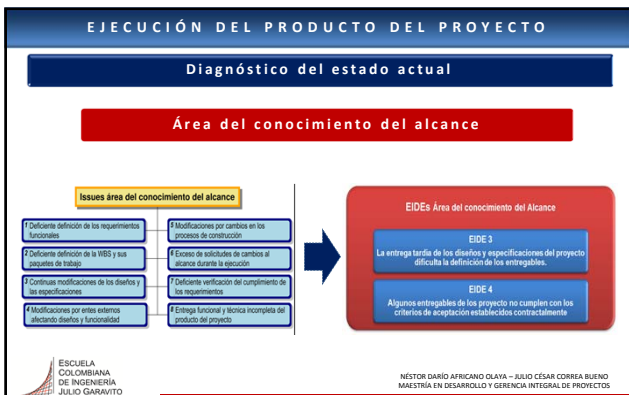 EJECUCIÓN DEL PRODUCTO DEL PROYECTO
Diagnóstico del estado actual
Área del conocimiento del alcance
Issues área del conocimiento del alcance
1 Deficiente definición de los requerimientos
funcionales
2 Deficiente definición de la WBS y sus
paquetes de trabajo
3 Continuas modificaciones de los diseños y
las especificaciones
4 Modificaciones por entes externos
afectando diseños y funcionalidad
5 Modificaciones por cambios en los
procesos de construcción
6 Exceso de solicitudes de cambios al
alcance durante la ejecución
7 Deficiente verificación del cumplimiento de
los requerimientos
8 Entrega funcional y técnica incompleta del
producto del proyecto
EIDEs Área del conocimiento del Alcance
EIDE 3
La entrega tardía de los diseños y especificaciones del proyecto
dificulta la definición de los entregables.
EIDE 4
Algunos entregables de los proyecto no cumplen con los
criterios de aceptación establecidos contractualmente
ESCUELA
COLOMBIANA
DE INGENIERÍA
JULIO GARAVITO
NÉSTOR DARÍO AFRICANO OLAYA – JULIO CÉSAR CORREA BUENO
MAESTRÍA EN DESARROLLO Y GERENCIA INTEGRAL DE PROYECTOS